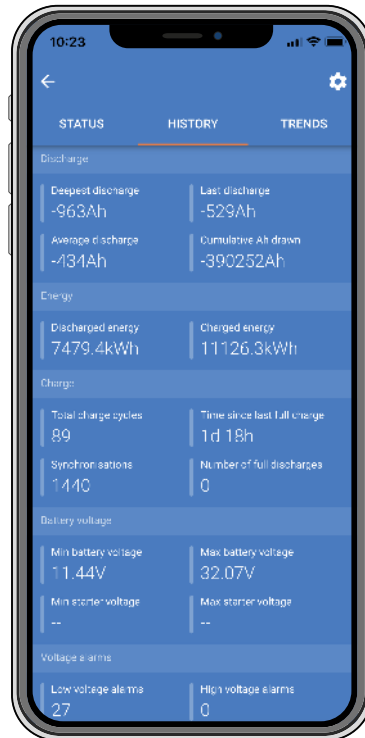 10:23
STATUS HISTORY TRENDS
Discharge
Deepest discharge Last discharge
-963Ah -529Ah
Average discharge Cumulative Ah drawn
-434Ah -390252Ah
Energy
Discharged energy Charged energy
7479.4kWh 11126.3kWh
Charge
Total charge cycles Time since last full charge
89 1d 18h
Synchronisations Number of full discharges
1440 0
Battery voltage
Min battery voltage Max battery voltage
11.44V 32.07V
Min starter voltage Max starter voltage
-- --
Voltage alarms
Low voltage alarms High voltage alarms
27 0